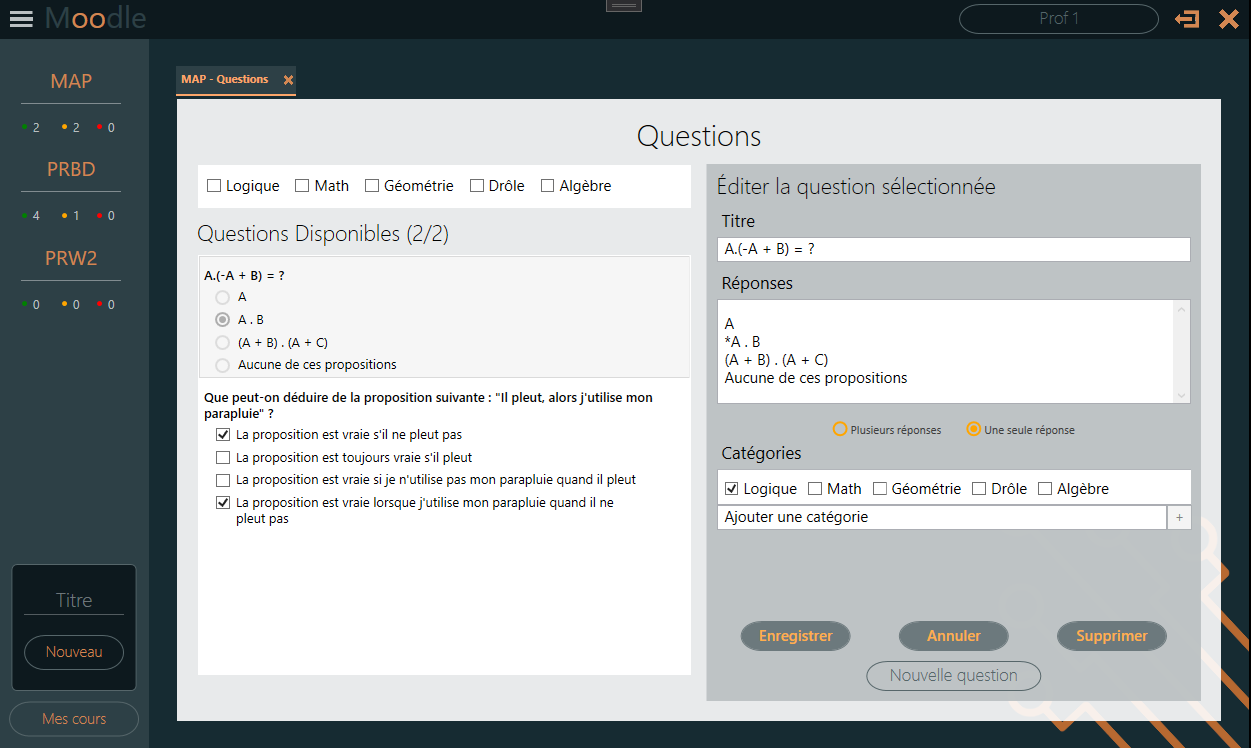 Moodle
Prof 1
MAP
2 2 0
PRBD
4 1 0
PRW2
0 0 0
Titre
Nouveau
Mes cours
MAP - Questions
Questions
Logique Math Géométrie Drôle Algèbre
Questions Disponibles (2/2)
A.(-A + B) = ?
A
A . B
(A + B) . (A + C)
Aucune de ces propositions
Que peut-on déduire de la proposition suivante : "Il pleut, alors j'utilise mon
parapluie" ?
La proposition est vraie s'il ne pleut pas
La proposition est toujours vraie s'il pleut
La proposition est vraie si je n'utilise pas mon parapluie quand il pleut
La proposition est vraie lorsque j'utilise mon parapluie quand il ne
pleut pas
Éditer la question sélectionnée
Titre
A.(-A + B) = ?
Réponses
A
*A . B
(A + B) . (A + C)
Aucune de ces propositions
Plusieurs réponses Une seule réponse
Catégories
Logique Math Géométrie Drôle Algèbre
Ajouter une catégorie +
Enregistrer Annuler Supprimer
Nouvelle question